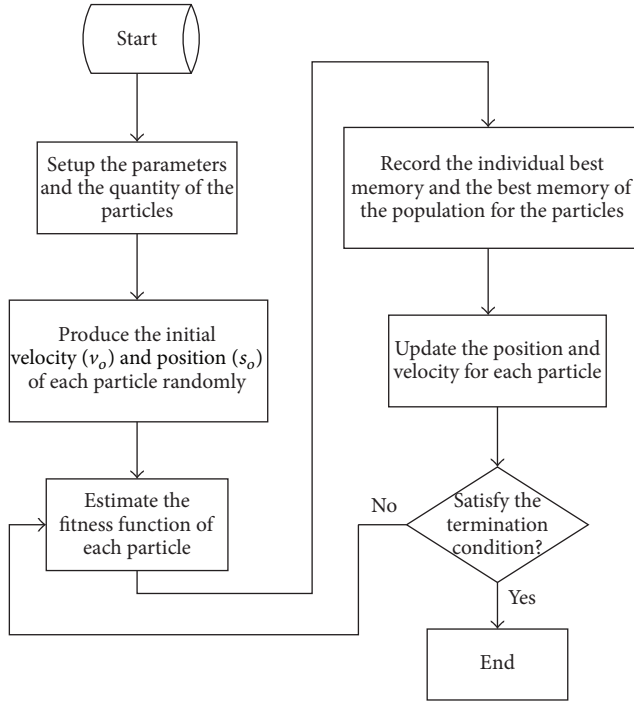 Start
Setup the parameters
and the quantity of the
particles
Produce the initial
velocity (v_o) and position (s_o)
of each particle randomly
Estimate the
fitness function of
each particle
Record the individual best
memory and the best memory of
the population for the particles
Update the position and
velocity for each particle
Satisfy the
termination
condition?
No
Yes
End